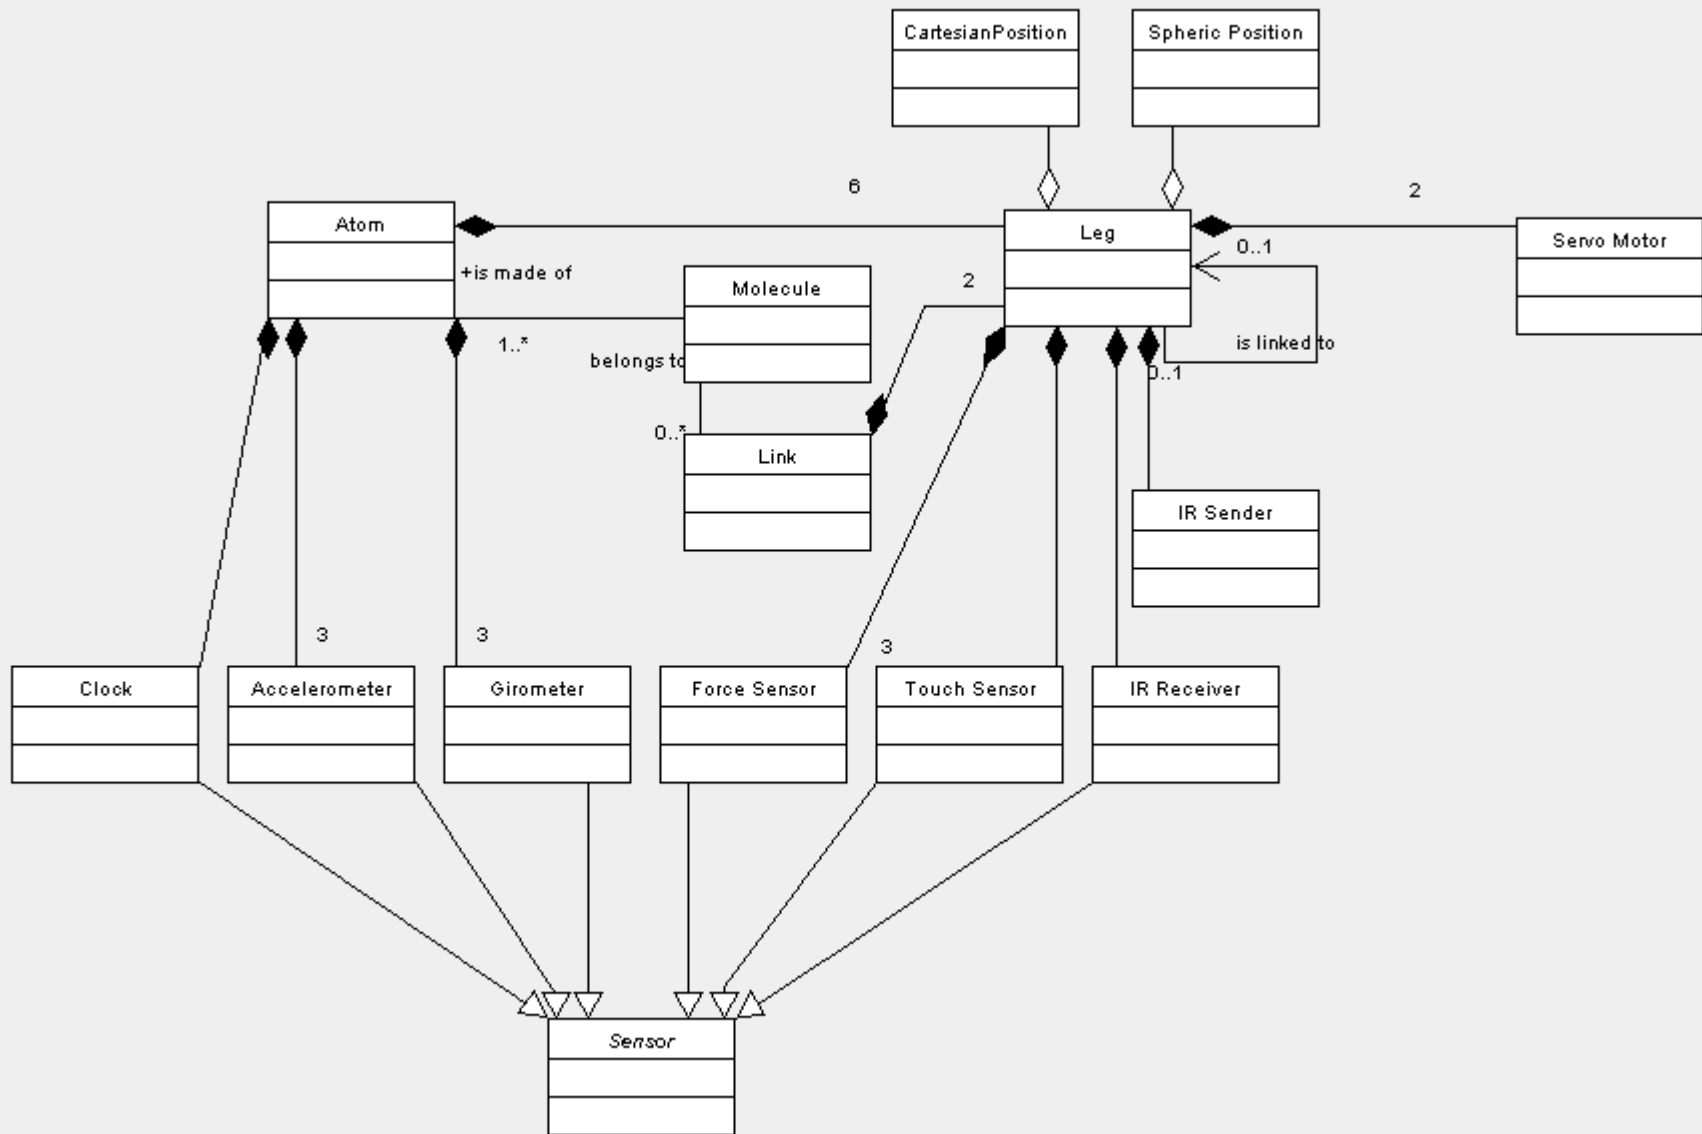 CartesianPosition
Spheric Position
6
2
Atom
Leg
Servo Motor
0..1
+is made of
2
Molecule
1..*
is linked to
belongs to
0..1
0..*
Link
IR Sender
3
3
3
Clock
Accelerometer
Girometer
Force Sensor
Touch Sensor
IR Receiver
Sensor